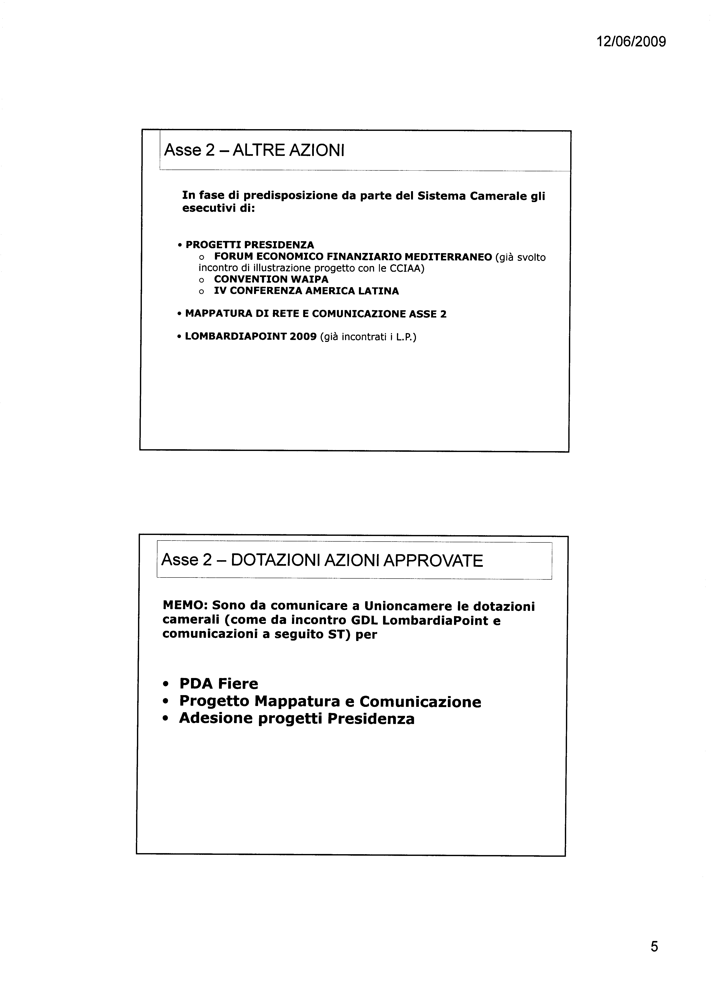 12/06/2009
Asse 2 – ALTRE AZIONI
In fase di predisposizione da parte del Sistema Camerale gli
esecutivi di:
• PROGETTI PRESIDENZA
o FORUM ECONOMICO FINANZIARIO MEDITERRANEO (già svolto
incontro di illustrazione progetto con le CCIAA)
o CONVENTION WAIPA
o IV CONFERENZA AMERICA LATINA
• MAPPATURA DI RETE E COMUNICAZIONE ASSE 2
• LOMBARDIAPOINT 2009 (già incontrati i L.P.)
Asse 2 – DOTAZIONI AZIONI APPROVATE
MEMO: Sono da comunicare a Unioncamere le dotazioni
camerali (come da incontro GDL LombardiaPoint e
comunicazioni a seguito ST) per
• PDA Fiere
• Progetto Mappatura e Comunicazione
• Adesione progetti Presidenza
5